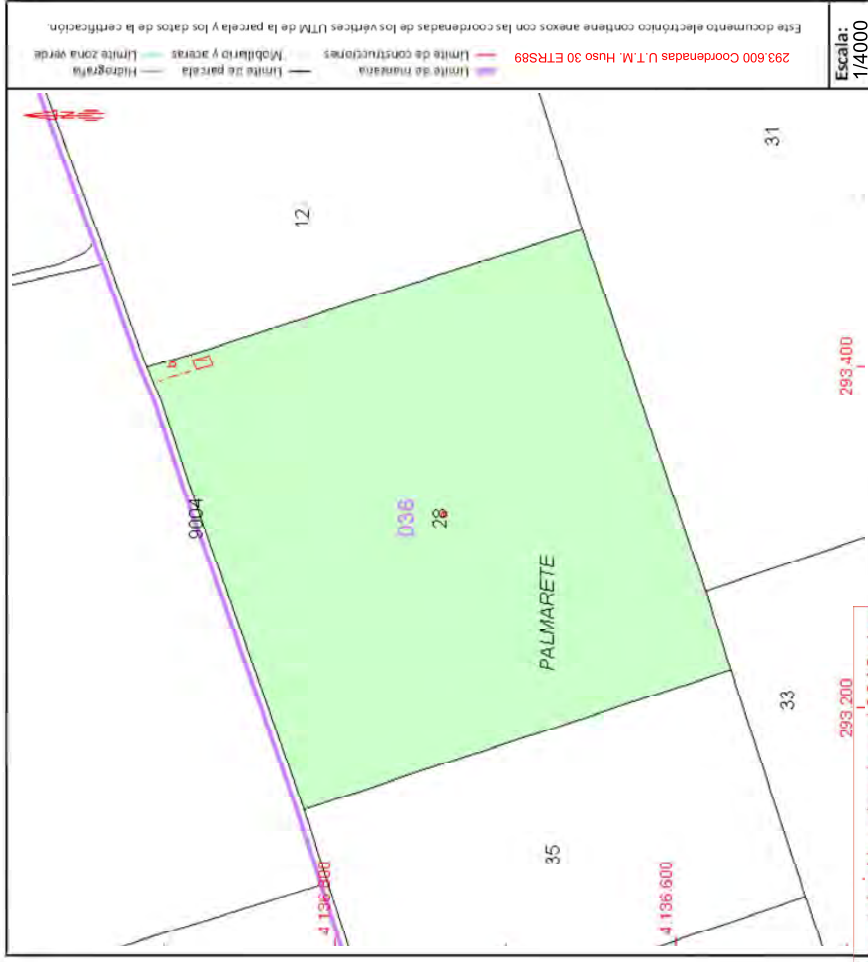 Este documento electrónico contiene anexos con las coordenadas de los vértices UTM de la parcela y los datos de la certificación.
293.600 Coordenadas U.T.M. Huso 30 ETRS89
Límite de manzana
Límite de construcciones
Límite de parcela
Mobiliario y aceras
Hidrografía
Límite zona verde
Escala:
1/4000
N
31
12
b
293.400
9004
036
28
PALMARETE
293.200
33
35
4.136.800
4.136.600